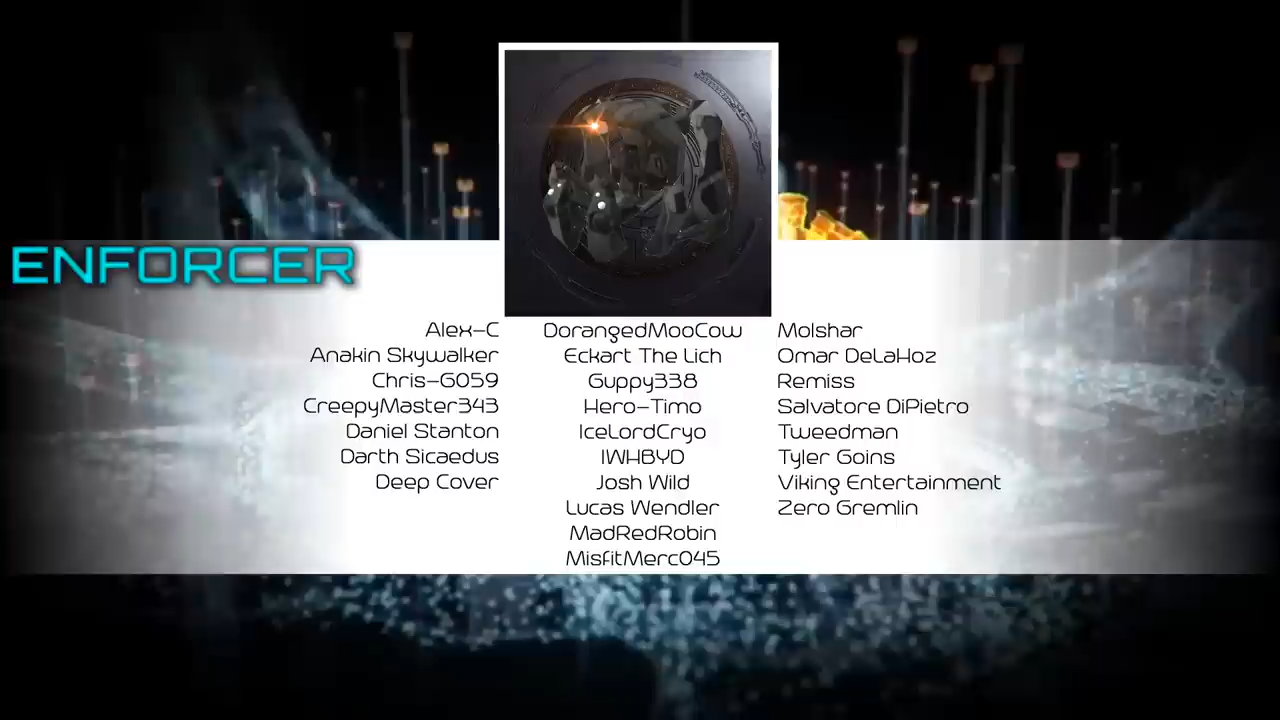 ENFORCER
Alex-C
Anakin Skywalker
Chris-G059
CreepyMaster343
Daniel Stanton
Darth Sicaedus
Deep Cover
DorangedMooCow
Eckart The Lich
Guppy338
Hero-Timo
IceLordCryo
IWHBYD
Josh Wild
Lucas Wendler
MadRedRobin
MisfitMerc045
Molshar
Omar DeLaHoz
Remiss
Salvatore DiPietro
Tweedman
Tyler Goins
Viking Entertainment
Zero Gremlin